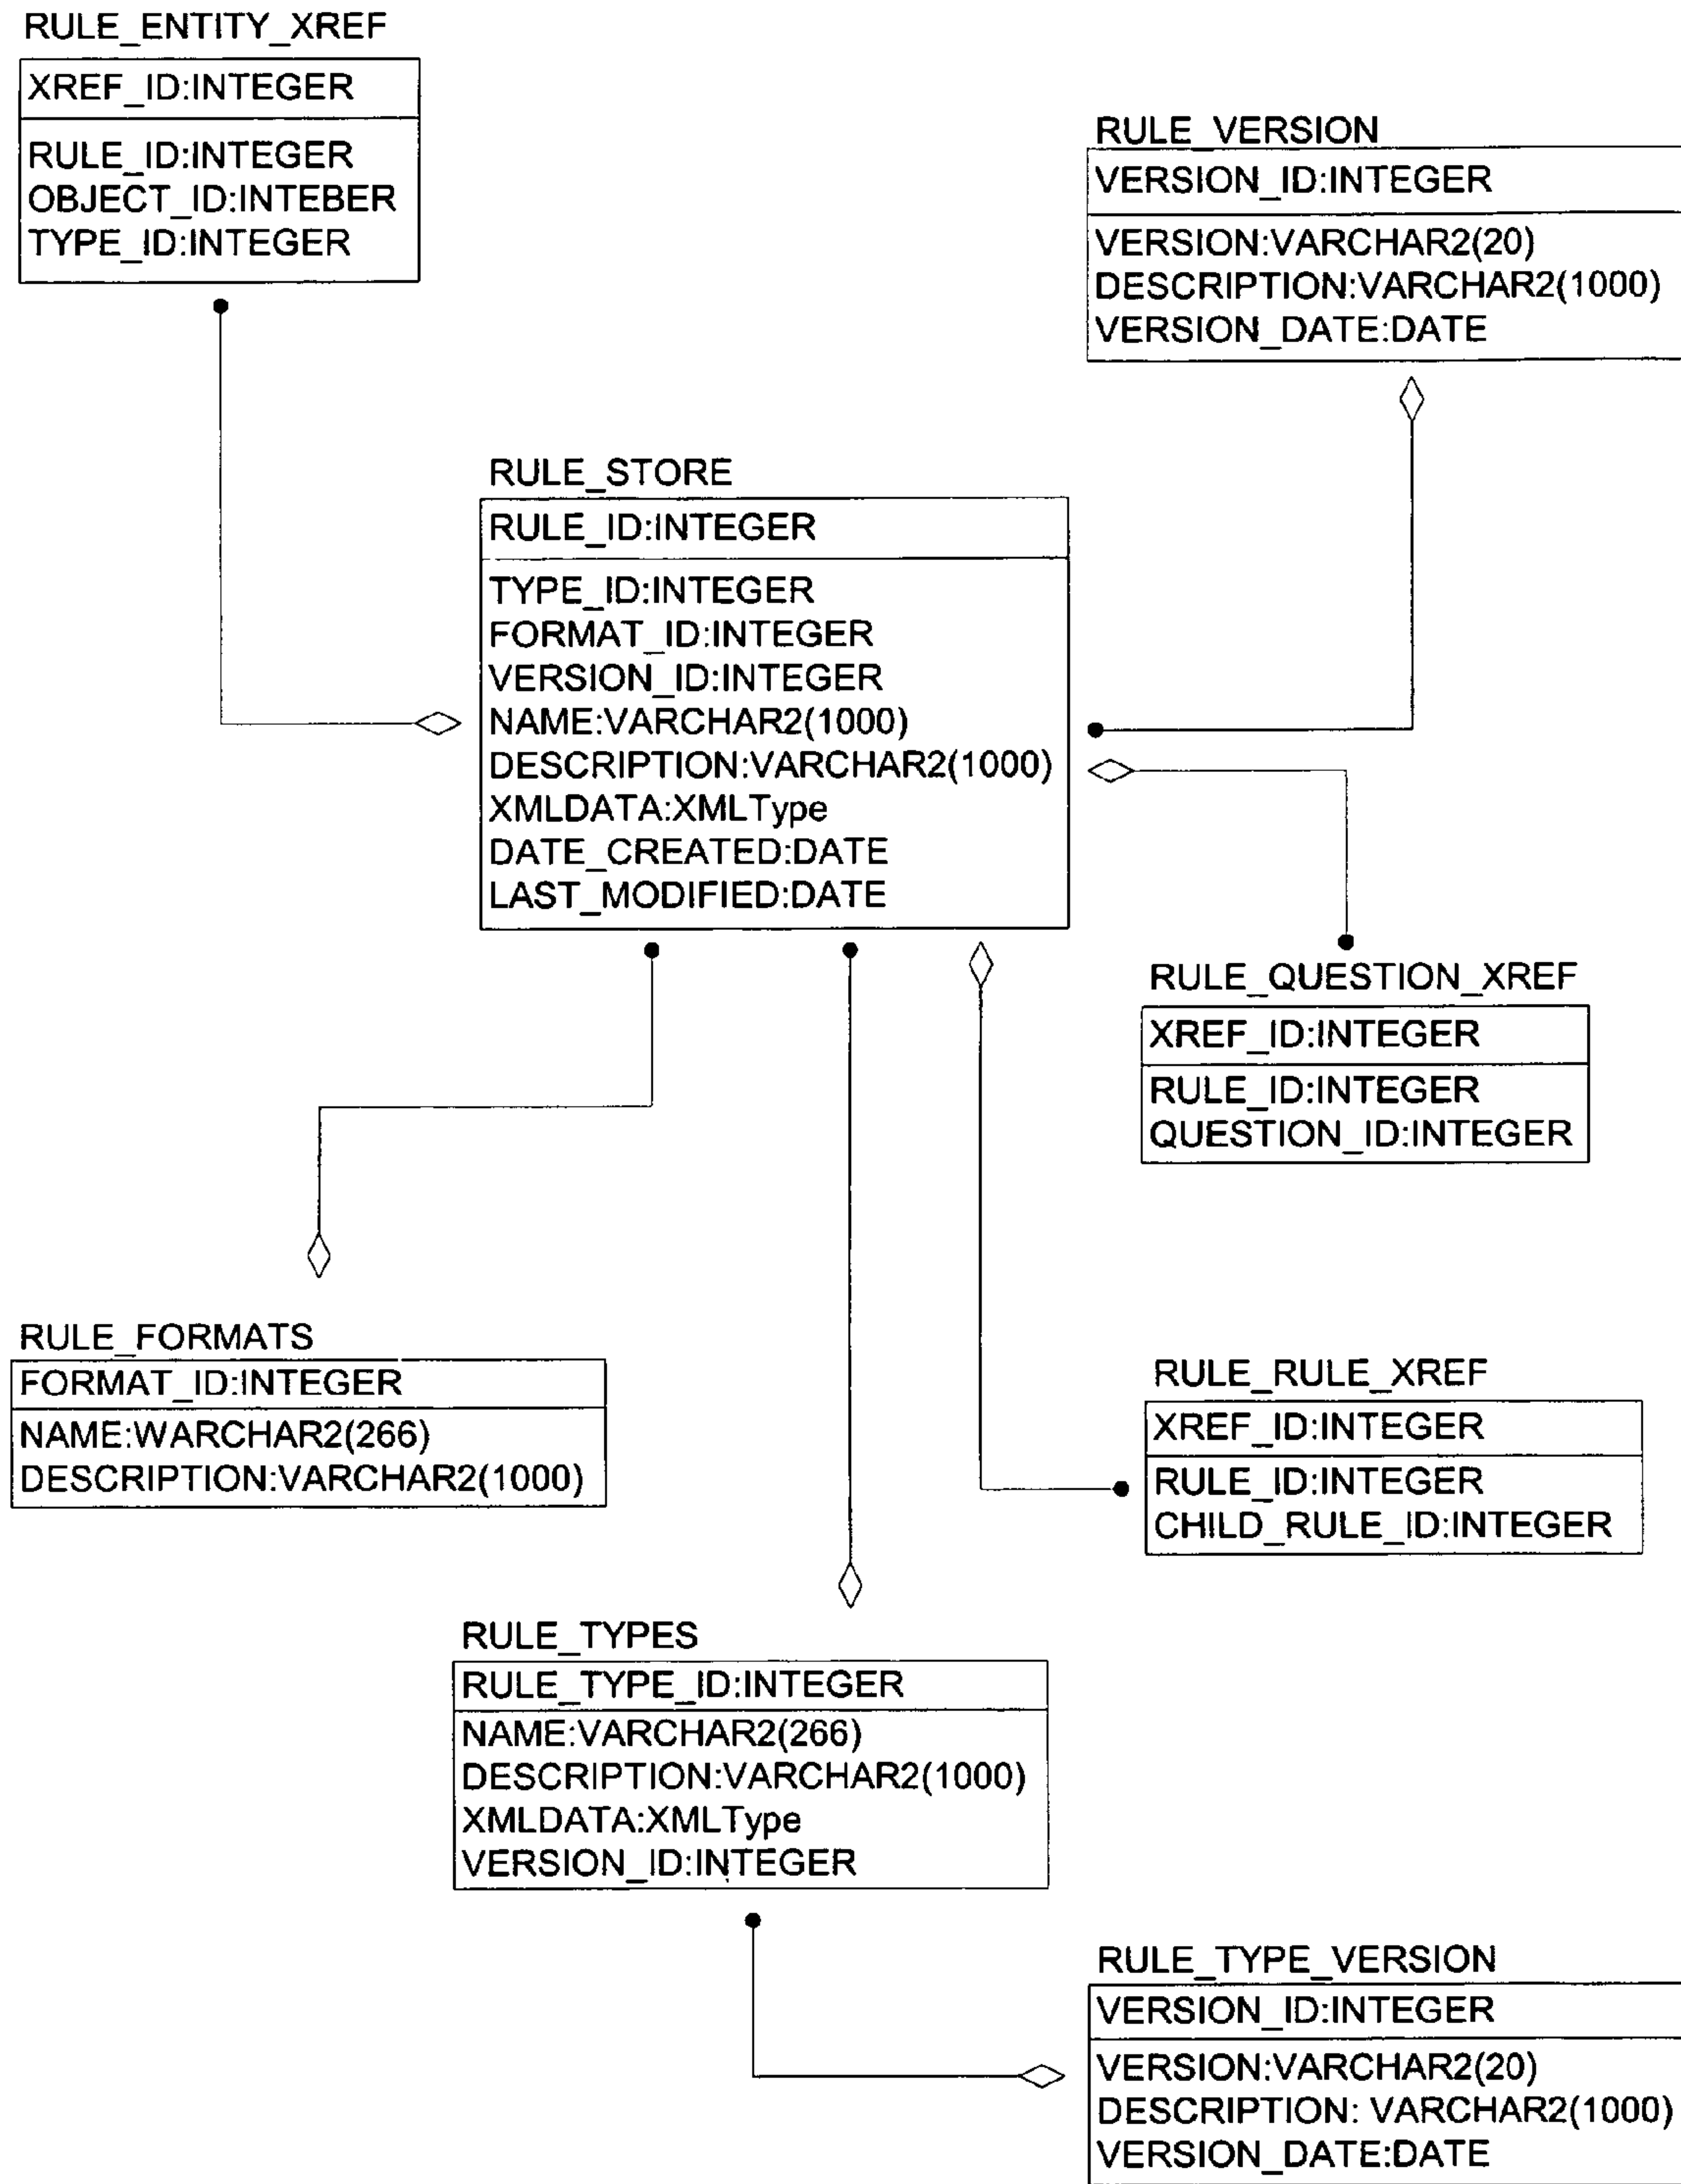 RULE_ENTITY_XREF
XREF_ID:INTEGER
RULE_ID:INTEGER
OBJECT_ID:INTEBER
TYPE_ID:INTEGER
RULE_VERSION
VERSION_ID:INTEGER
VERSION:VARCHAR2(20)
DESCRIPTION:VARCHAR2(1000)
VERSION_DATE:DATE
RULE_STORE
RULE_ID:INTEGER
TYPE_ID:INTEGER
FORMAT_ID:INTEGER
VERSION_ID:INTEGER
NAME:VARCHAR2(1000)
DESCRIPTION:VARCHAR2(1000)
XMLDATA:XMLType
DATE_CREATED:DATE
LAST_MODIFIED:DATE
RULE_QUESTION_XREF
XREF_ID:INTEGER
RULE_ID:INTEGER
QUESTION_ID:INTEGER
RULE_FORMATS
FORMAT_ID:INTEGER
NAME:WARCHAR2(266)
DESCRIPTION:VARCHAR2(1000)
RULE_RULE_XREF
XREF_ID:INTEGER
RULE_ID:INTEGER
CHILD_RULE_ID:INTEGER
RULE_TYPES
RULE_TYPE_ID:INTEGER
NAME:VARCHAR2(266)
DESCRIPTION:VARCHAR2(1000)
XMLDATA:XMLType
VERSION_ID:INTEGER
RULE_TYPE_VERSION
VERSION_ID:INTEGER
VERSION:VARCHAR2(20)
DESCRIPTION: VARCHAR2(1000)
VERSION_DATE:DATE